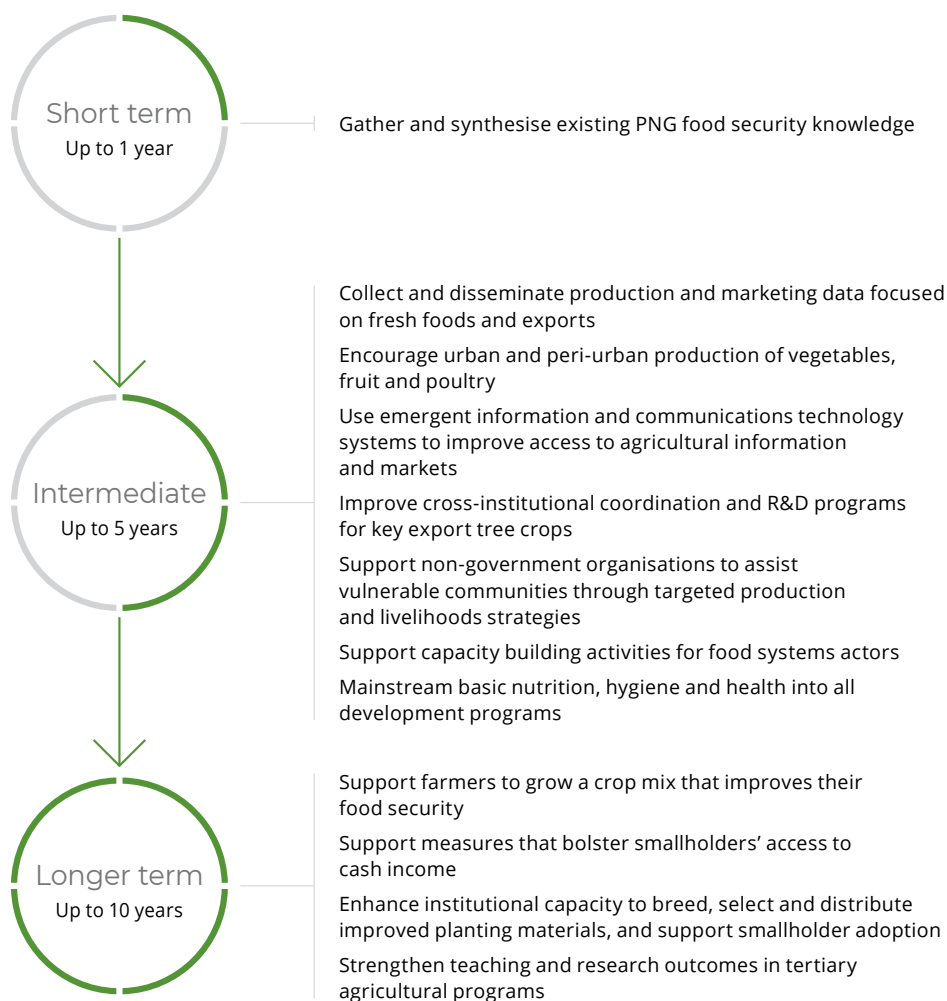 Short term
Up to 1 year
Gather and synthesise existing PNG food security knowledge
Intermediate
Up to 5 years
Collect and disseminate production and marketing data focused
on fresh foods and exports
Encourage urban and peri-urban production of vegetables,
fruit and poultry
Use emergent information and communications technology
systems to improve access to agricultural information
and markets
Improve cross-institutional coordination and R&D programs
for key export tree crops
Support non-government organisations to assist
vulnerable communities through targeted production
and livelihoods strategies
Support capacity building activities for food systems actors
Mainstream basic nutrition, hygiene and health into all
development programs
Longer term
Up to 10 years
Support farmers to grow a crop mix that improves their
food security
Support measures that bolster smallholders’ access to
cash income
Enhance institutional capacity to breed, select and distribute
improved planting materials, and support smallholder adoption
Strengthen teaching and research outcomes in tertiary
agricultural programs